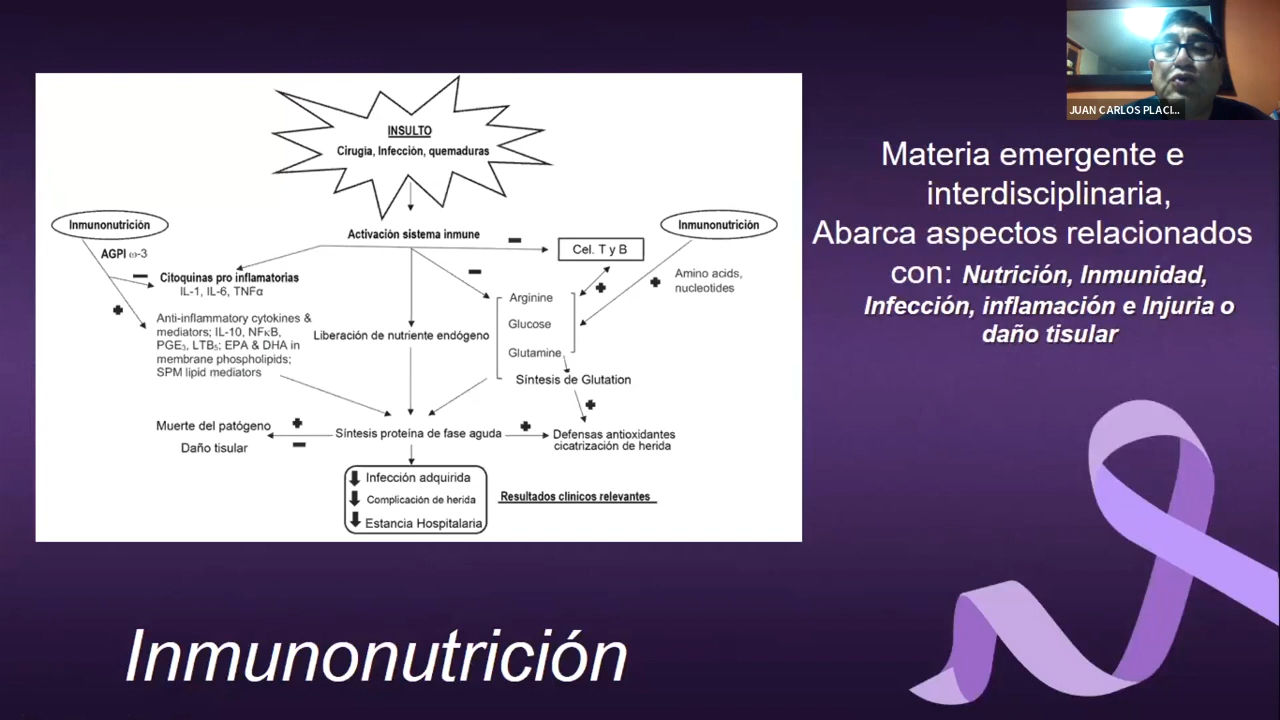 JUAN CARLOS PLACI...
INSULTO
Cirugía, Infección, quemaduras
Inmunonutrición
Inmunonutrición
Activación sistema inmune
Cel. T y B
AGPI ω-3
Citoquinas pro inflamatorias
IL-1, IL-6, TNFα
Amino acids,
nucleotides
Anti-inflammatory cytokines &
mediators; IL-10, NFκB,
PGE₃, LTB₅; EPA & DHA in
membrane phospholipids;
SPM lipid mediators
Liberación de nutriente endógeno
Arginine
Glucose
Glutamine
Síntesis de Glutation
Muerte del patógeno
Daño tisular
Síntesis proteína de fase aguda
Defensas antioxidantes
cicatrización de herida
Infección adquirida
Complicación de herida
Estancia Hospitalaria
Resultados clínicos relevantes
Materia emergente e
interdisciplinaria,
Abarca aspectos relacionados
con: Nutrición, Inmunidad,
Infección, inflamación e Injuria o
daño tisular
Inmunonutrición